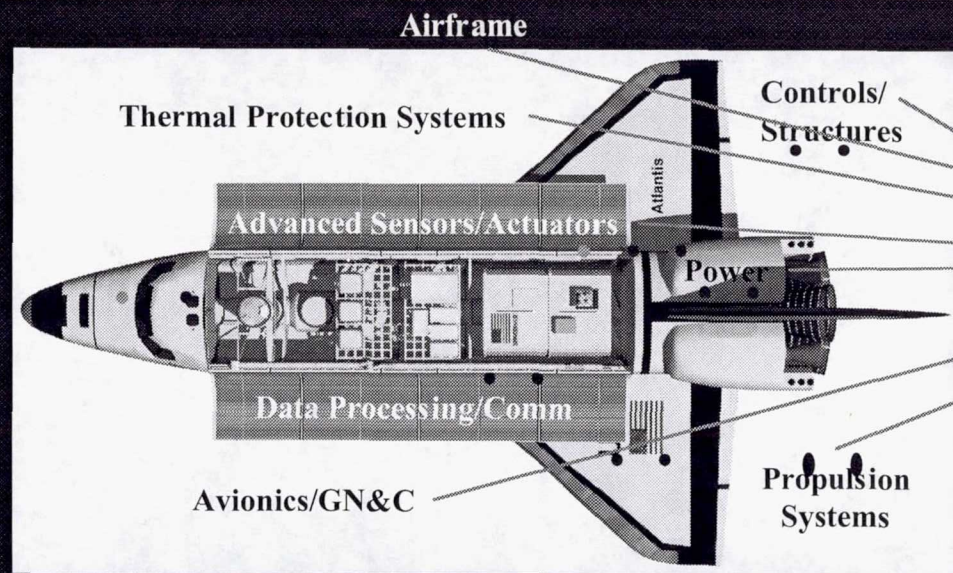 Airframe
Thermal Protection Systems
Controls/
Structures
Atlantis
Advanced Sensors/Actuators
Power
Data Processing/Comm
Avionics/GN&C
Propulsion
Systems